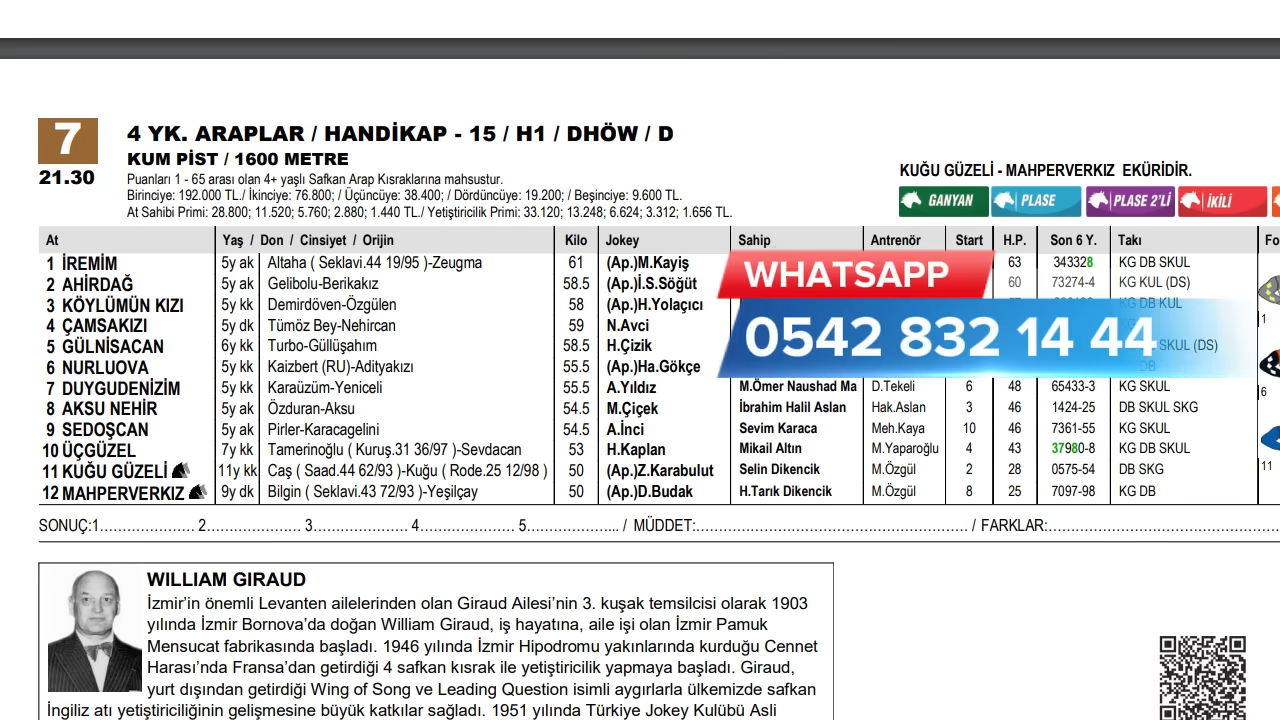 7
21.30
4 YK. ARAPLAR / HANDİKAP - 15 / H1 / DHÖW / D
KUM PİST / 1600 METRE
Puanları 1 - 65 arası olan 4+ yaşlı Safkan Arap Kısraklarına mahsustur.
Birinciye: 192.000 TL./ İkinciye: 76.800; / Üçüncüye: 38.400; / Dördüncüye: 19.200; / Beşinciye: 9.600 TL.
At Sahibi Primi: 28.800; 11.520; 5.760; 2.880; 1.440 TL./ Yetiştiricilik Primi: 33.120; 13.248; 6.624; 3.312; 1.656 TL.
KUĞU GÜZELİ - MAHPERVERKIZ EKÜRİDİR.
GANYAN PLASE PLASE 2'Lİ İKİLİ
At Yaş / Don / Cinsiyet / Orijin Kilo Jokey Sahip Antrenör Start H.P. Son 6 Y. Takı Fo
1 İREMİM 5y ak Altaha ( Seklavi.44 19/95 )-Zeugma 61 (Ap.)M.Kayiş 63 343328 KG DB SKUL
2 AHİRDAĞ 5y ak Gelibolu-Berikakız 58.5 (Ap.)İ.S.Söğüt 60 73274-4 KG KUL (DS)
3 KÖYLÜMÜN KIZI 5y kk Demirdöven-Özgülen 58 (Ap.)H.Yolaçıcı KG DB KUL
4 ÇAMSAKIZI 5y dk Tümöz Bey-Nehircan 59 N.Avci
5 GÜLNİSACAN 6y kk Turbo-Güllüşahım 58.5 H.Çizik SKUL (DS)
6 NURLUOVA 5y kk Kaizbert (RU)-Adityakızı 55.5 (Ap.)Ha.Gökçe DB
7 DUYGUDENİZİM 5y kk Karaüzüm-Yeniceli 55.5 A.Yıldız M.Ömer Naushad Ma D.Tekeli 6 48 65433-3 KG SKUL
8 AKSU NEHİR 5y ak Özduran-Aksu 54.5 M.Çiçek İbrahim Halil Aslan Hak.Aslan 3 46 1424-25 DB SKUL SKG
9 SEDOŞCAN 5y ak Pirler-Karacagelini 54.5 A.İnci Sevim Karaca Meh.Kaya 10 46 7361-55 KG SKUL
10 ÜÇGÜZEL 7y kk Tamerinoğlu ( Kuruş.31 36/97 )-Sevdacan 53 H.Kaplan Mikail Altın M.Yaparoğlu 4 43 37980-8 KG DB SKUL
11 KUĞU GÜZELİ 11y kk Caş ( Saad.44 62/93 )-Kuğu ( Rode.25 12/98 ) 50 (Ap.)Z.Karabulut Selin Dikencik M.Özgül 2 28 0575-54 DB SKG
12 MAHPERVERKIZ 9y dk Bilgin ( Seklavi.43 72/93 )-Yeşilçay 50 (Ap.)D.Budak H.Tarık Dikencik M.Özgül 8 25 7097-98 KG DB
WHATSAPP
0542 832 14 44
1
6
11
SONUÇ:1..................... 2..................... 3..................... 4..................... 5..................... / MÜDDET:............................................................ / FARKLAR:....................................................
WILLIAM GIRAUD
İzmir'in önemli Levanten ailelerinden olan Giraud Ailesi'nin 3. kuşak temsilcisi olarak 1903
yılında İzmir Bornova'da doğan William Giraud, iş hayatına, aile işi olan İzmir Pamuk
Mensucat fabrikasında başladı. 1946 yılında İzmir Hipodromu yakınlarında kurduğu Cennet
Harası'nda Fransa'dan getirdiği 4 safkan kısrak ile yetiştiricilik yapmaya başladı. Giraud,
yurt dışından getirdiği Wing of Song ve Leading Question isimli aygırlarla ülkemizde safkan
İngiliz atı yetiştiriciliğinin gelişmesine büyük katkılar sağladı. 1951 yılında Türkiye Jokey Kulübü Asli